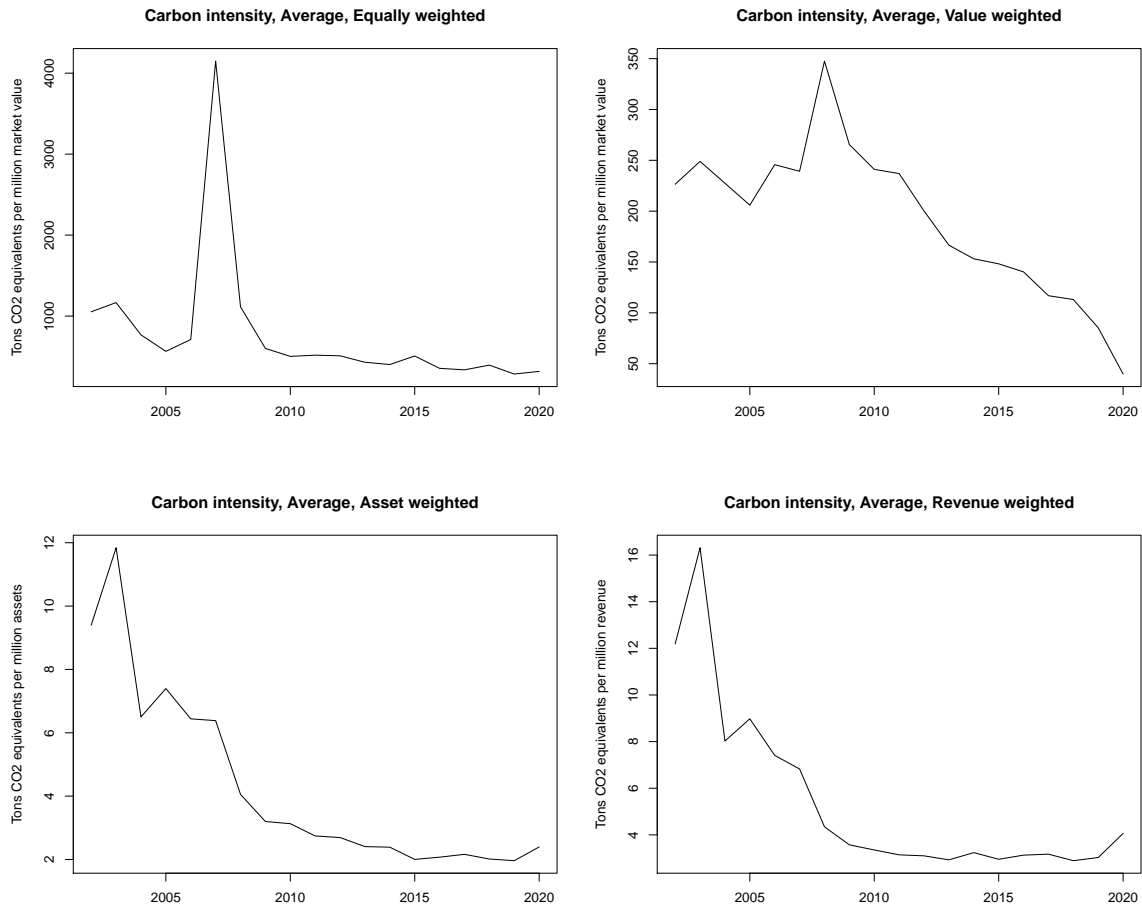 Carbon intensity, Average, Equally weighted
Tons CO2 equivalents per million market value
4000
3000
2000
1000
2005 2010 2015 2020
Carbon intensity, Average, Value weighted
Tons CO2 equivalents per million market value
350
300
250
200
150
100
50
2005 2010 2015 2020
Carbon intensity, Average, Asset weighted
Tons CO2 equivalents per million assets
12
10
8
6
4
2
2005 2010 2015 2020
Carbon intensity, Average, Revenue weighted
Tons CO2 equivalents per million revenue
16
14
12
10
8
6
4
2005 2010 2015 2020